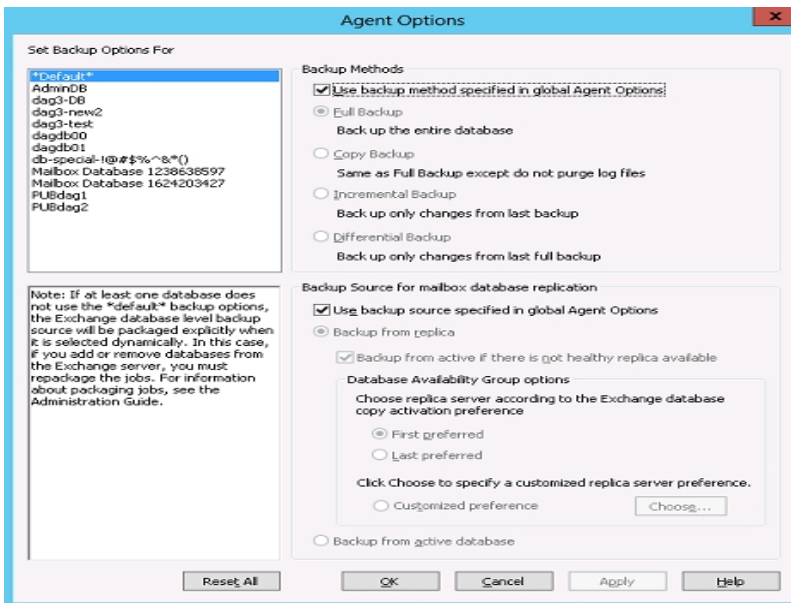 Agent Options
x
Set Backup Options For
*Default*
AdminDB
dag3-DB
dag3-new2
dag3-test
dagdb00
dagdb01
db-special-!@#$%^&*()
Mailbox Database 1238638597
Mailbox Database 1624203427
PUBdag1
PUBdag2
Note: If at least one database does
not use the *default* backup options,
the Exchange database level backup
source will be packaged explicitly when
it is selected dynamically. In this case,
if you add or remove databases from
the Exchange server, you must
repackage the jobs. For information
about packaging jobs, see the
Administration Guide.
Backup Methods
Use backup method specified in global Agent Options
Full Backup
Back up the entire database
Copy Backup
Same as Full Backup except do not purge log files
Incremental Backup
Back up only changes from last backup
Differential Backup
Back up only changes from last full backup
Backup Source for mailbox database replication
Use backup source specified in global Agent Options
Backup from replica
Backup from active if there is not healthy replica available
Database Availability Group options
Choose replica server according to the Exchange database
copy activation preference
First preferred
Last preferred
Click Choose to specify a customized replica server preference.
Customized preference
Choose...
Backup from active database
Reset All
OK
Cancel
Apply
Help